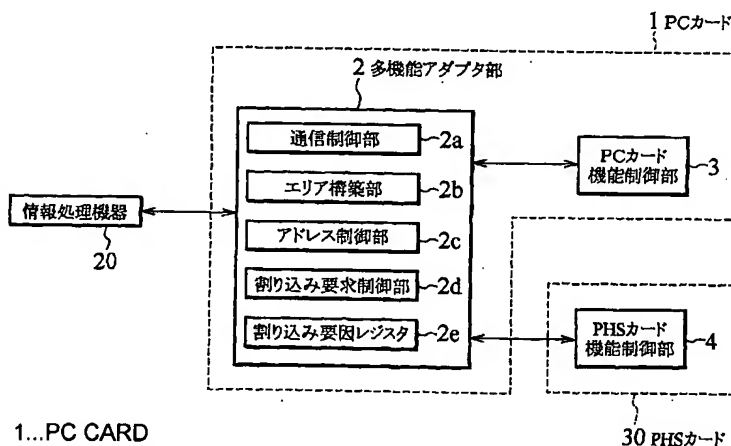 1 PCカード
2 多機能アダプタ部
通信制御部 2a
エリア構築部 2b
アドレス制御部 2c
割り込み要求制御部 2d
割り込み要因レジスタ 2e
PCカード
機能制御部 3
情報処理機器
20
PHSカード
機能制御部 4
30 PHSカード
1...PC CARD